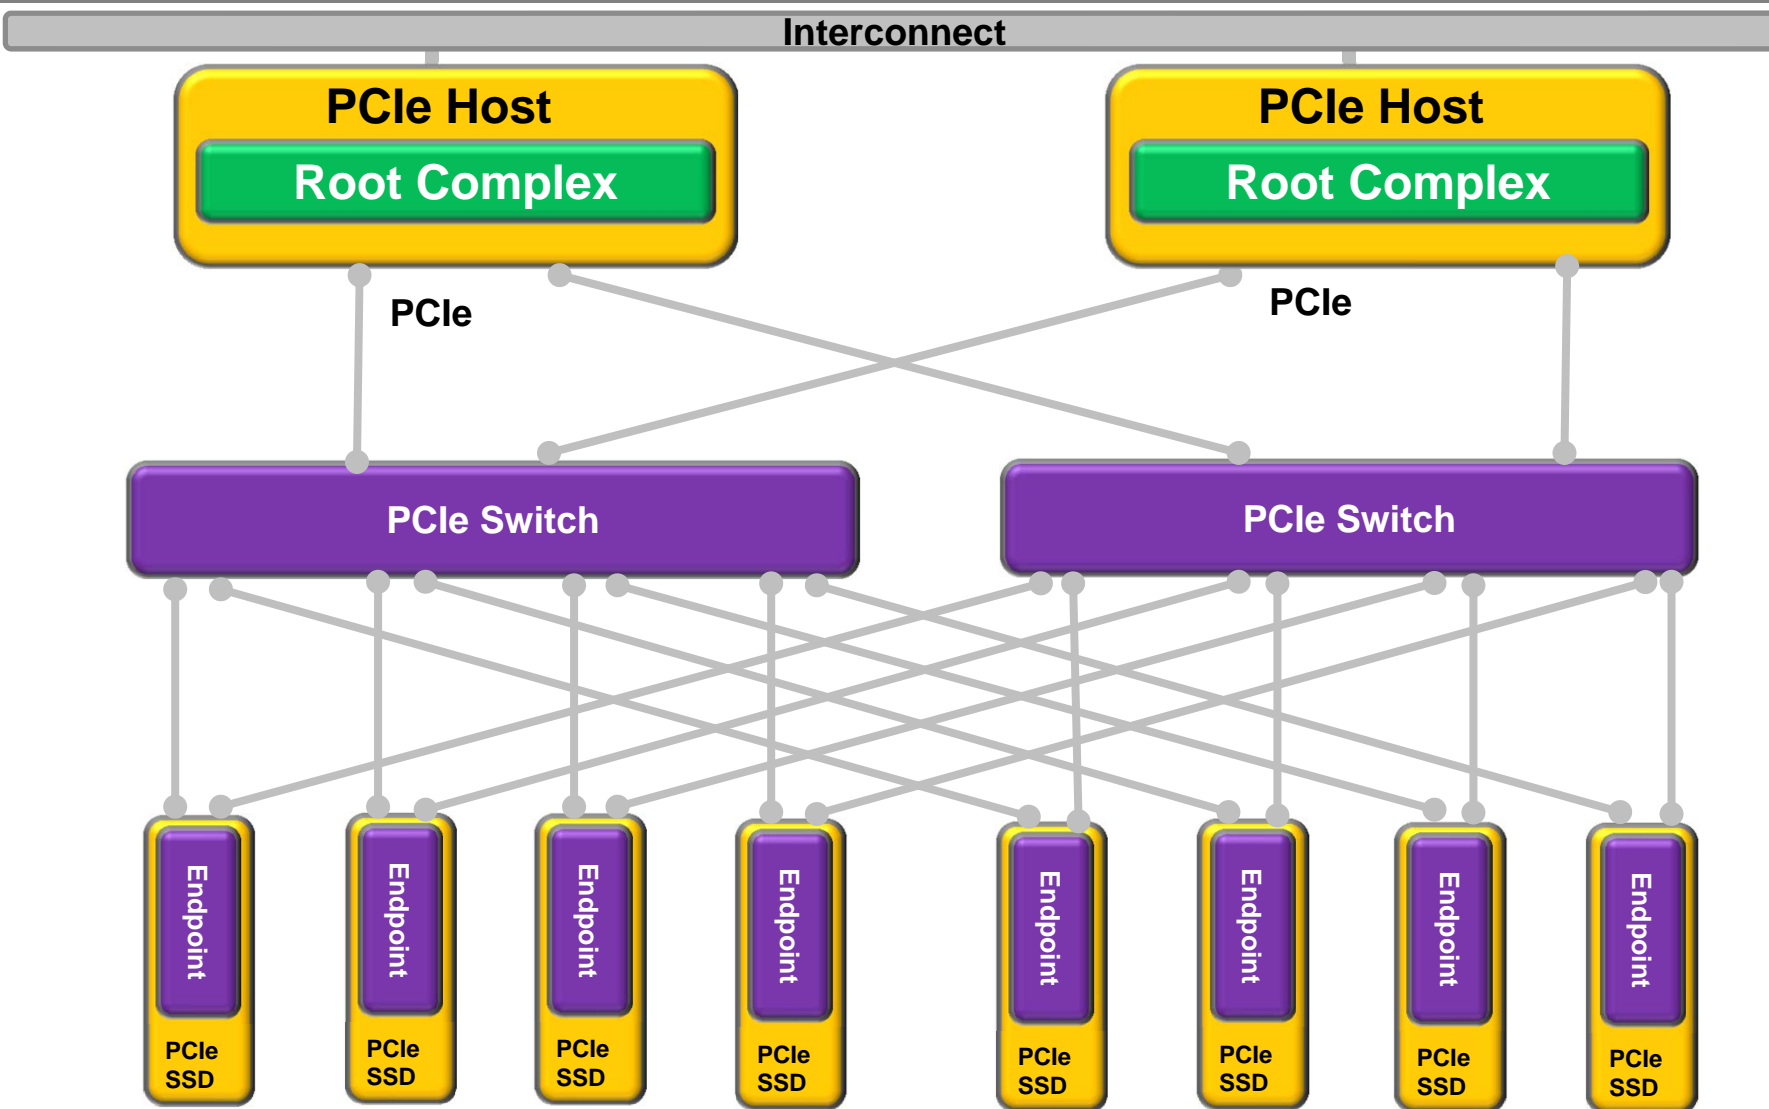 Interconnect
PCIe Host
PCIe Host
Root Complex
Root Complex
PCIe
PCIe
PCIe Switch
PCIe Switch
Endpoint
Endpoint
Endpoint
Endpoint
Endpoint
Endpoint
Endpoint
Endpoint
PCIe
SSD
PCIe
SSD
PCIe
SSD
PCIe
SSD
PCIe
SSD
PCIe
SSD
PCIe
SSD
PCIe
SSD